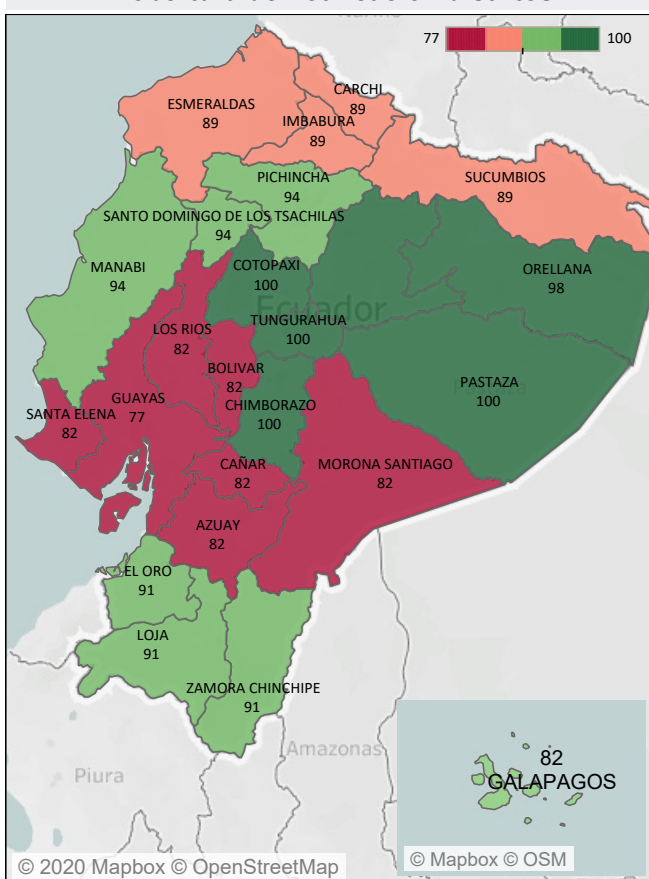 77
100
CARCHI
89
ESMERALDAS
89
IMBABURA
89
SUCUMBIOS
89
PICHINCHA
94
SANTO DOMINGO DE LOS TSACHILAS
94
MANABI
94
COTOPAXI
100
ORELLANA
98
Ecuador
TUNGURAHUA
100
LOS RIOS
82
BOLIVAR
82
PASTAZA
100
GUAYAS
77
CHIMBORAZO
100
SANTA ELENA
82
CAÑAR
82
MORONA SANTIAGO
82
AZUAY
82
EL ORO
91
LOJA
91
ZAMORA CHINCHIPE
91
Amazonas
Piura
82
GALAPAGOS
© 2020 Mapbox © OpenStreetMap
© Mapbox © OSM